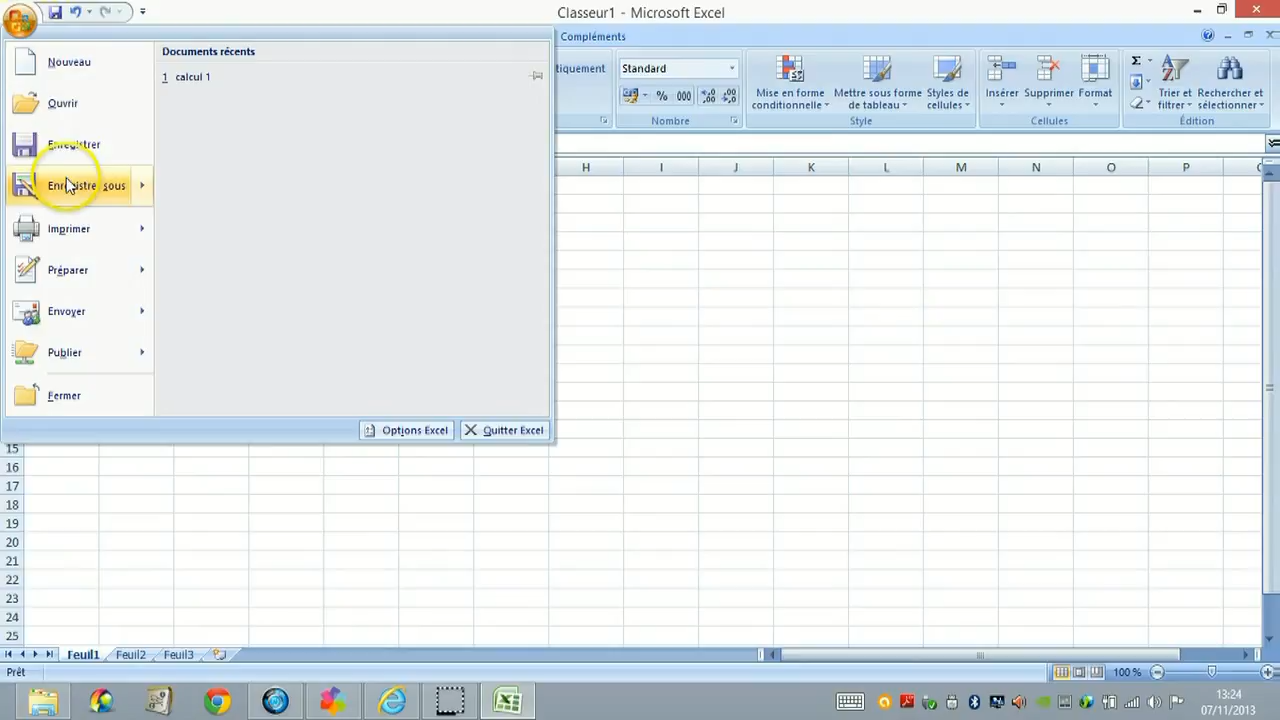 Classeur1 - Microsoft Excel
Compléments
Nouveau
Ouvrir
Enregistrer
Enregistrer sous
Imprimer
Préparer
Envoyer
Publier
Fermer
Documents récents
1 calcul 1
Options Excel
Quitter Excel
Standard
% 000
Nombre
Mise en forme conditionnelle
Mettre sous forme de tableau
Styles de cellules
Style
Insérer
Supprimer
Format
Cellules
Σ
Trier et filtrer
Rechercher et sélectionner
Édition
H I J K L M N O P
15
16
17
18
19
20
21
22
23
24
25
Feuil1 Feuil2 Feuil3
Prêt
100 %
13:24
07/11/2013